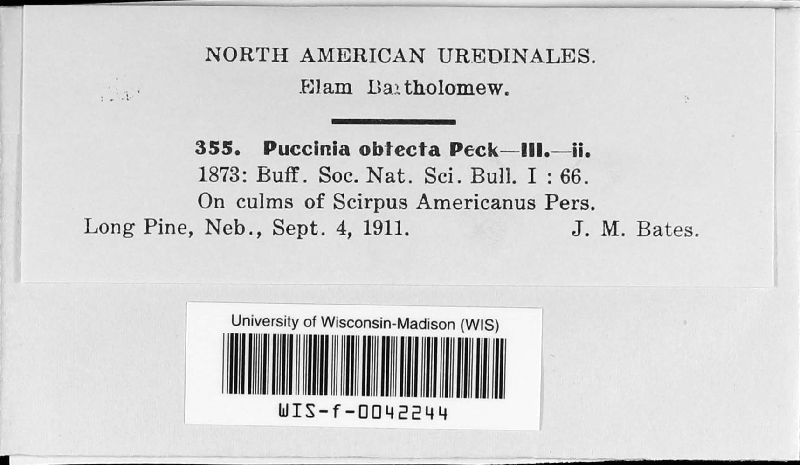 NORTH AMERICAN UREDINALES.
Elam Bartholomew.
355. Puccinia obtecta Peck—III.—ii.
1873: Buff. Soc. Nat. Sci. Bull. I : 66.
On culms of Scirpus Americanus Pers.
Long Pine, Neb., Sept. 4, 1911. J. M. Bates.
University of Wisconsin-Madison (WIS)
WIS-f-0042244